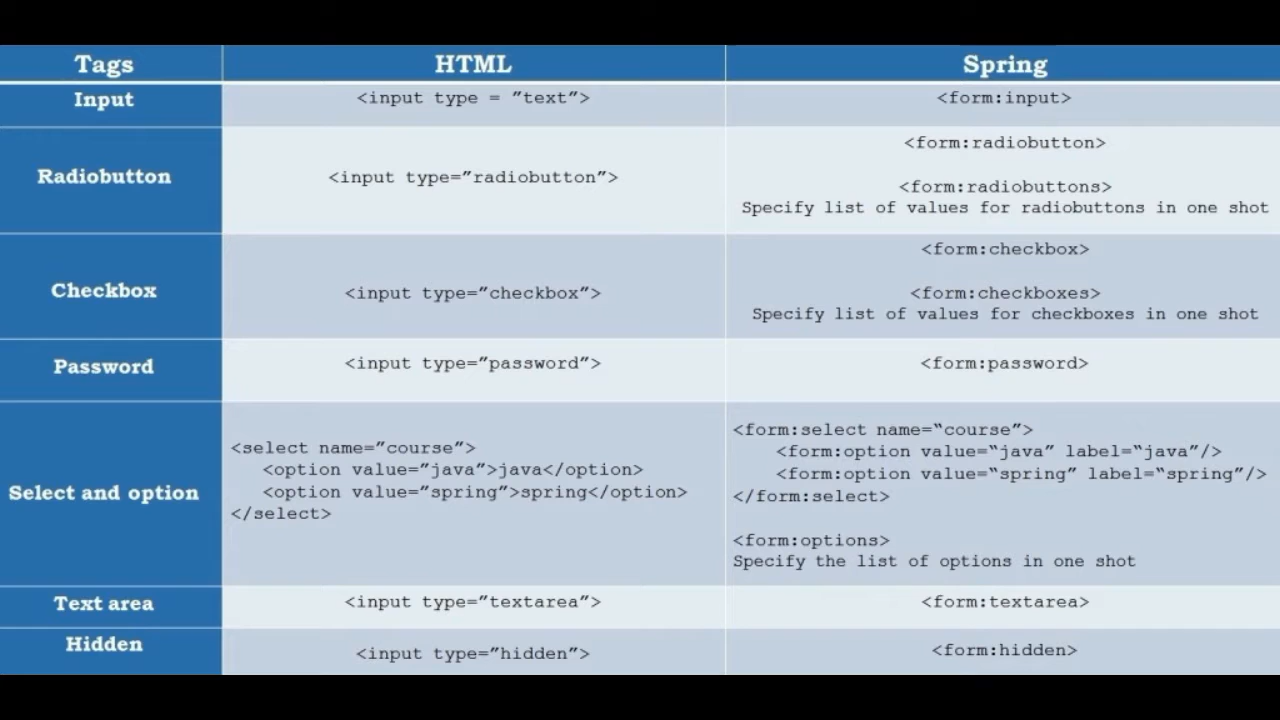 Tags HTML Spring
Input <input type = ”text”> <form:input>
Radiobutton <input type=”radiobutton”> <form:radiobutton>
<form:radiobuttons>
Specify list of values for radiobuttons in one shot
Checkbox <input type=”checkbox”> <form:checkbox>
<form:checkboxes>
Specify list of values for checkboxes in one shot
Password <input type=”password”> <form:password>
Select and option
<select name=”course”>
<option value=”java”>java</option>
<option value=”spring”>spring</option>
</select>
<form:select name=“course”>
<form:option value=“java” label=“java”/>
<form:option value=“spring” label=“spring”/>
</form:select>
<form:options>
Specify the list of options in one shot
Text area <input type=”textarea”> <form:textarea>
Hidden <input type=”hidden”> <form:hidden>